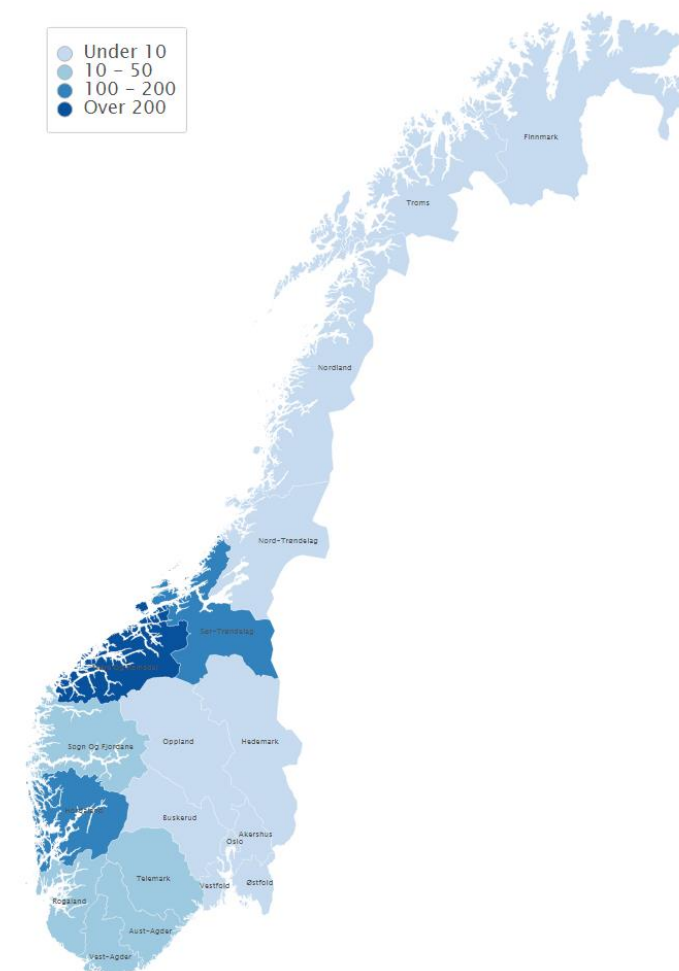 Under 10
10 - 50
100 - 200
Over 200
Finnmark
Troms
Nordland
Nord-Trøndelag
Sør-Trøndelag
Sogn Og Fjordane
Oppland
Hedemark
Buskerud
Akershus
Oslo
Telemark
Vestfold
Østfold
Rogaland
Aust-Agder
Vest-Agder